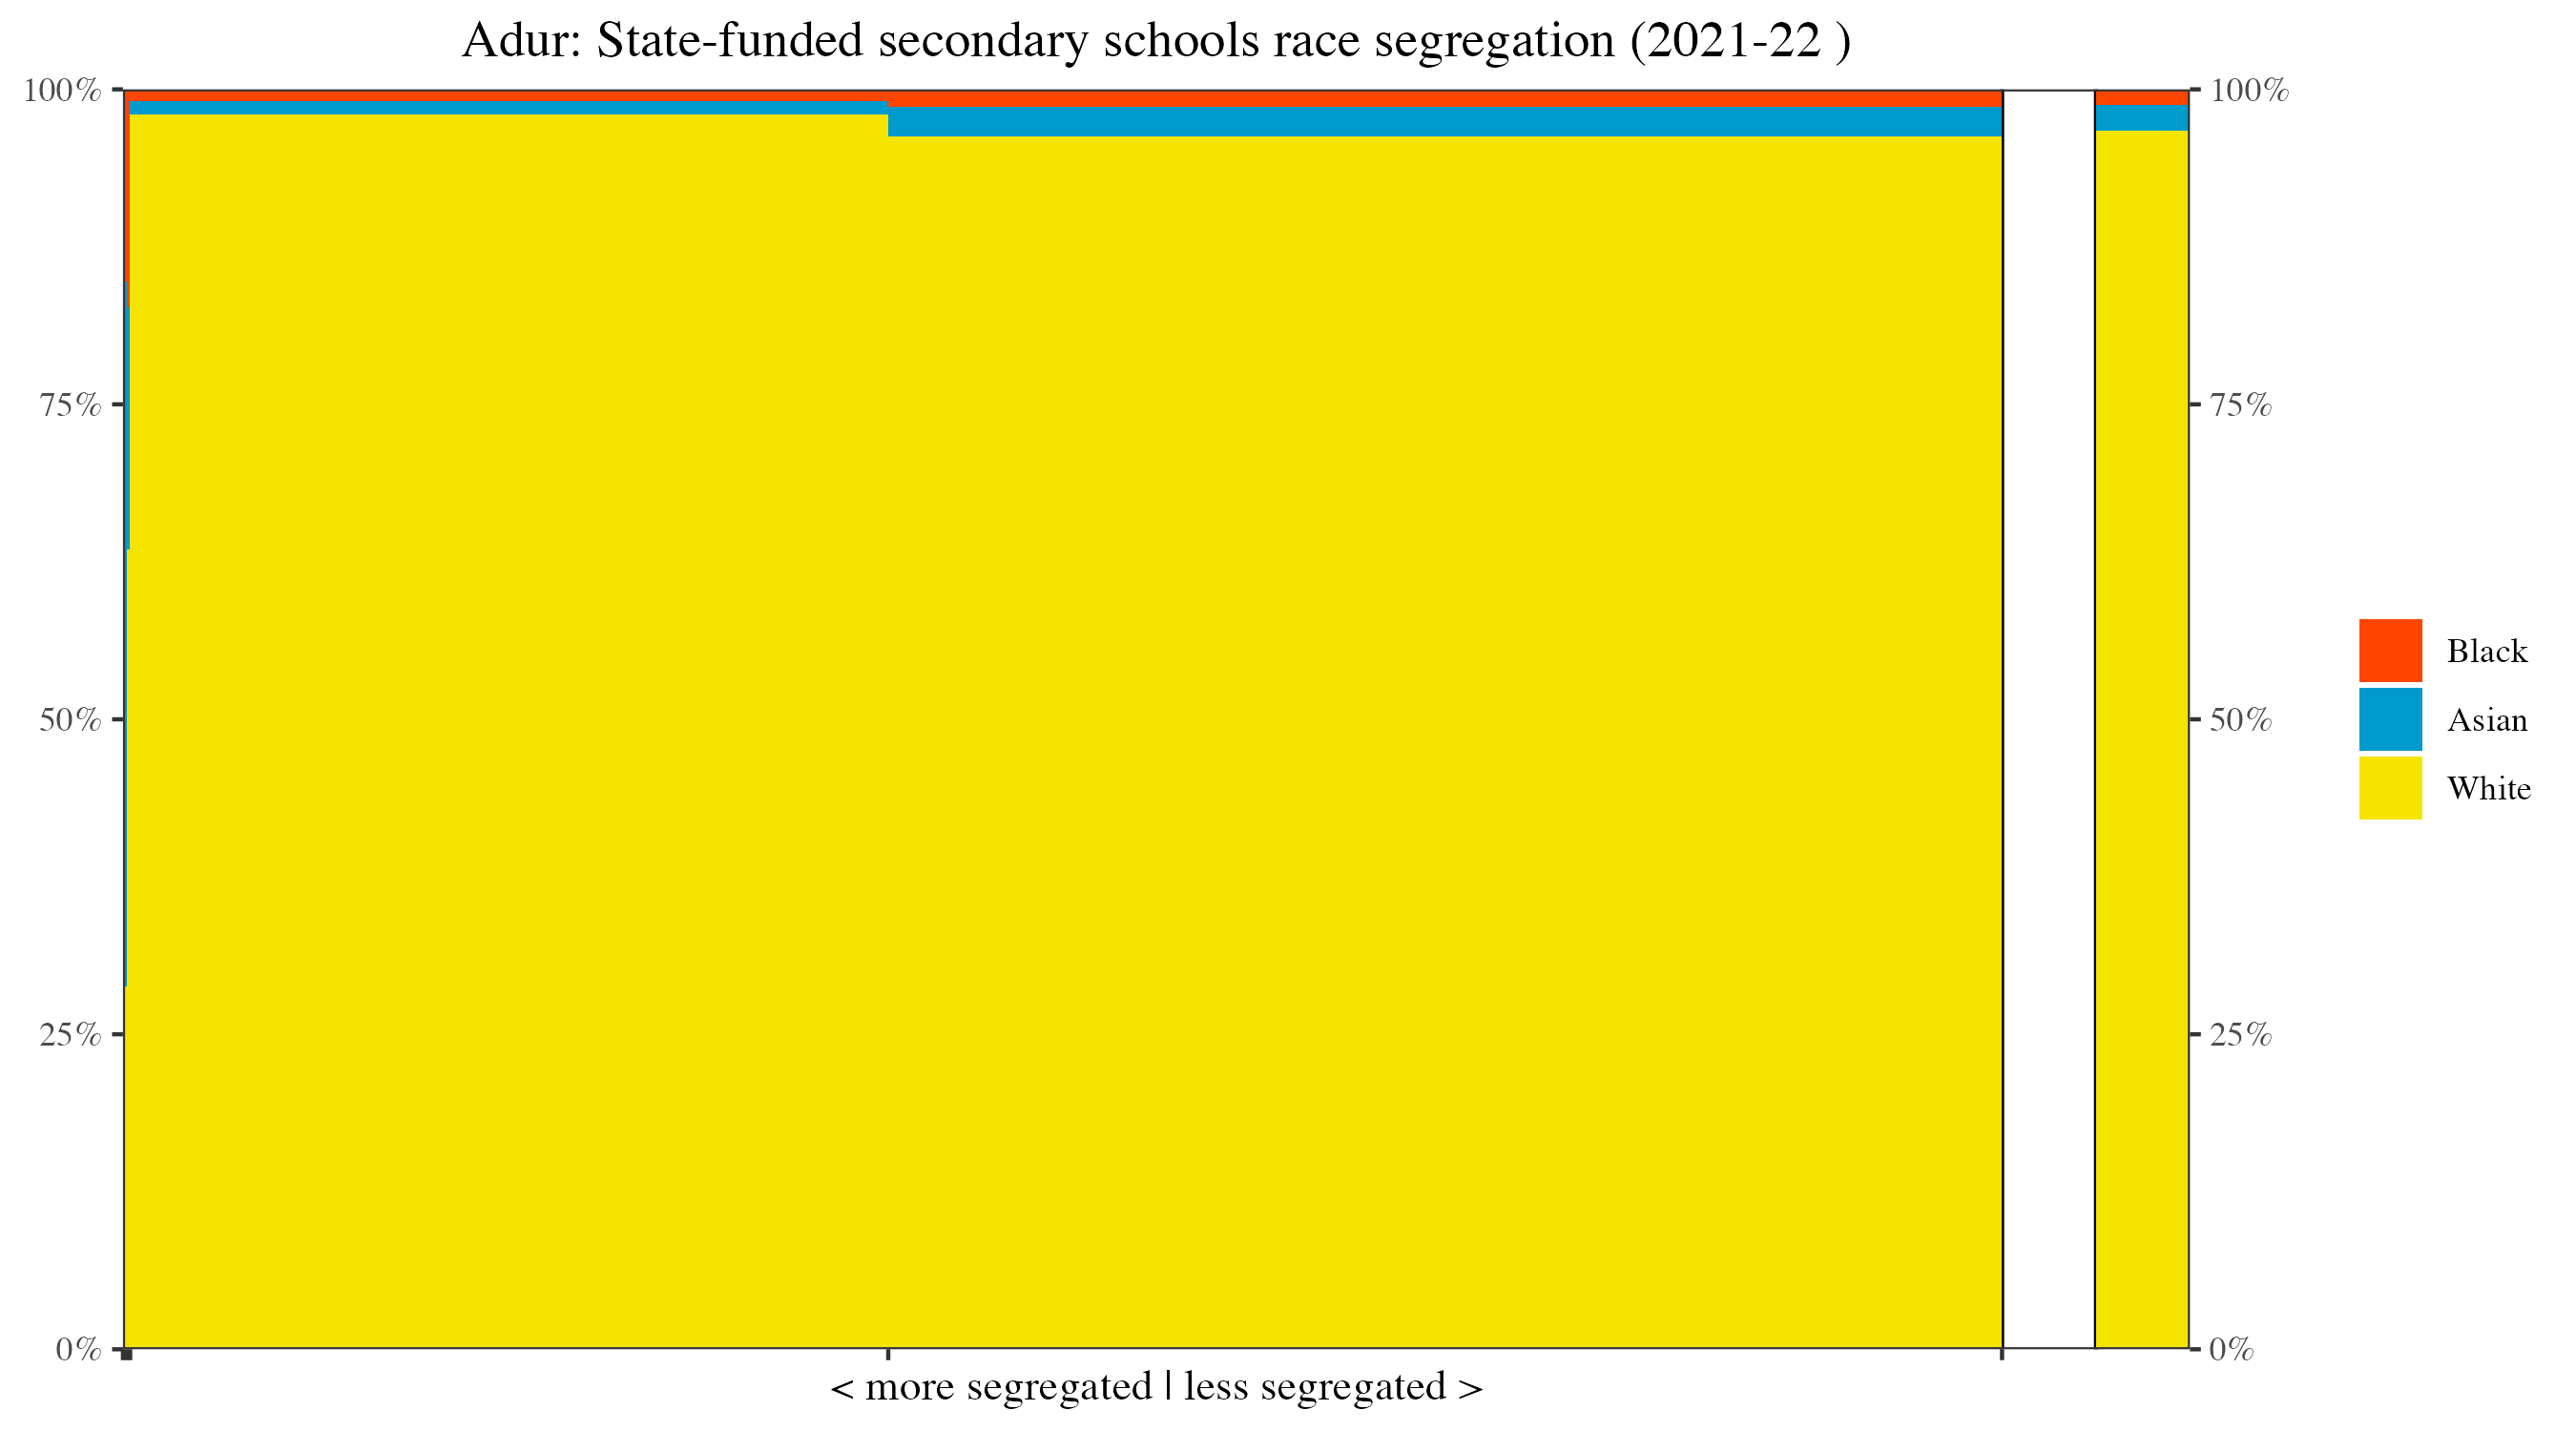 Adur: State-funded secondary schools race segregation (2021-22 )
100% 100%
75% 75%
50% 50%
25% 25%
0% 0%
Black
Asian
White
< more segregated | less segregated >